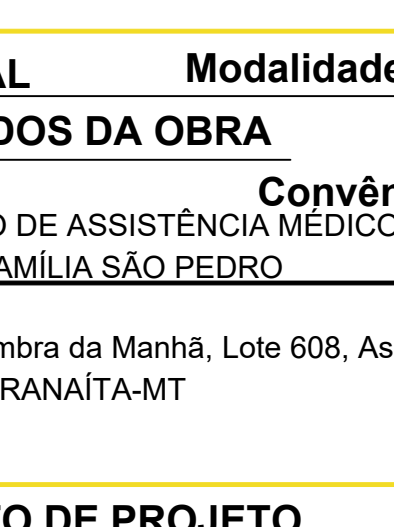 AL Modalidade
DOS DA OBRA
Convên
O DE ASSISTÊNCIA MÉDICO
AMÍLIA SÃO PEDRO
mbra da Manhã, Lote 608, As
RANAÍTA-MT
TO DE PROJETO